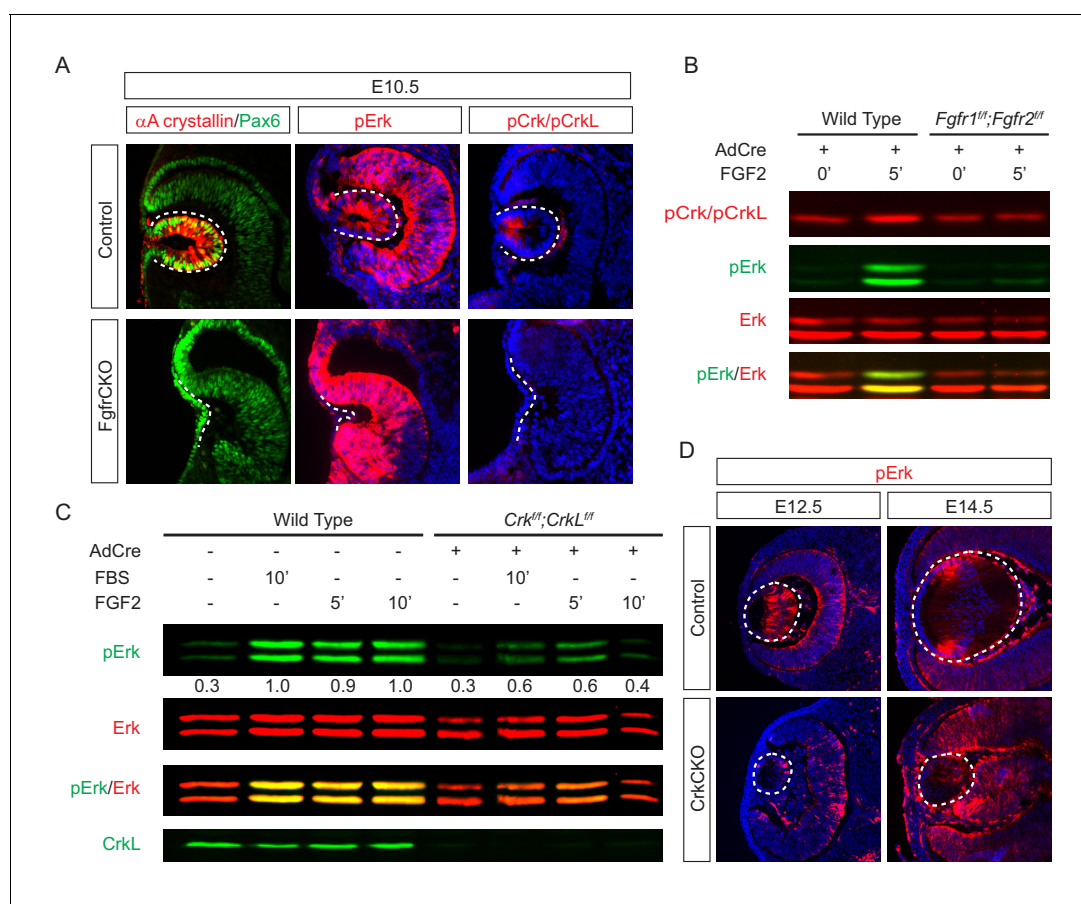 A
E10.5
αA crystallin/Pax6 pErk pCrk/pCrkL
Control
FgfrCKO
B
Wild Type Fgfr1f/f;Fgfr2f/f
AdCre + + + +
FGF2 0’ 5’ 0’ 5’
pCrk/pCrkL
pErk
Erk
pErk/Erk
C
Wild Type Crkf/f;CrkLf/f
AdCre - - - - + + + +
FBS - 10’ - - - 10’ - -
FGF2 - - 5’ 10’ - - 5’ 10’
pErk
0.3 1.0 0.9 1.0 0.3 0.6 0.6 0.4
Erk
pErk/Erk
CrkL
D
pErk
E12.5 E14.5
Control
CrkCKO